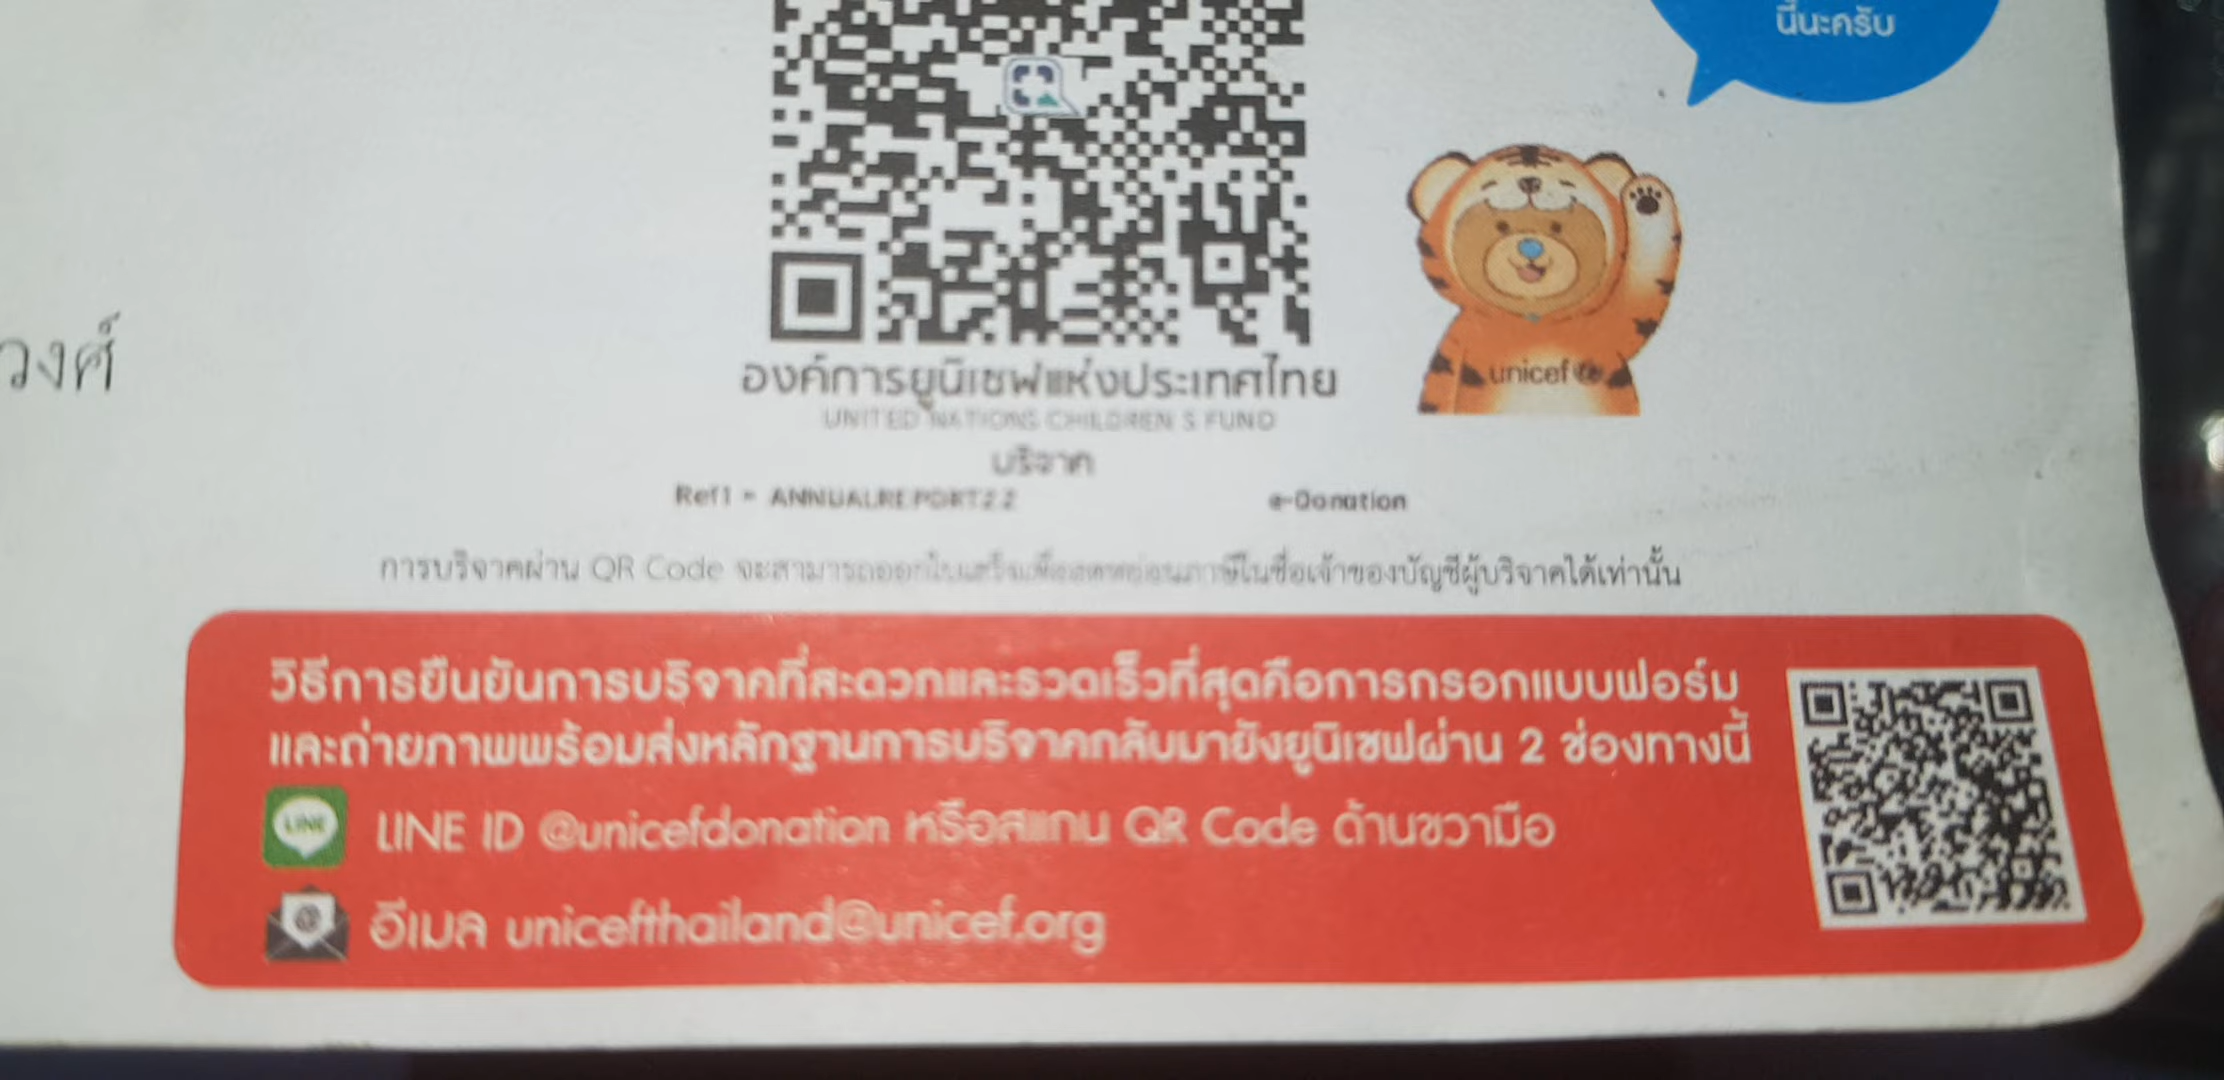 นี้นะครับ
วงศ์
unicef
องค์การยูนิเซฟแห่งประเทศไทย
UNITED NATIONS CHILDREN S FUND
บริจาค
Ref1 - ANNUALREPORT22
e-Donation
การบริจาคผ่าน QR Code จะสามารถออกใบเสร็จเพื่อลดหย่อนภาษีในชื่อเจ้าของบัญชีผู้บริจาคได้เท่านั้น
วิธีการยืนยันการบริจาคที่สะดวกและรวดเร็วที่สุดคือการกรอกแบบฟอร์ม
และถ่ายภาพพร้อมส่งหลักฐานการบริจาคกลับมายังยูนิเซฟผ่าน 2 ช่องทางนี้
LINE
LINE ID @unicefdonation หรือสแกน QR Code ด้านขวามือ
@
อีเมล unicefthailand@unicef.org